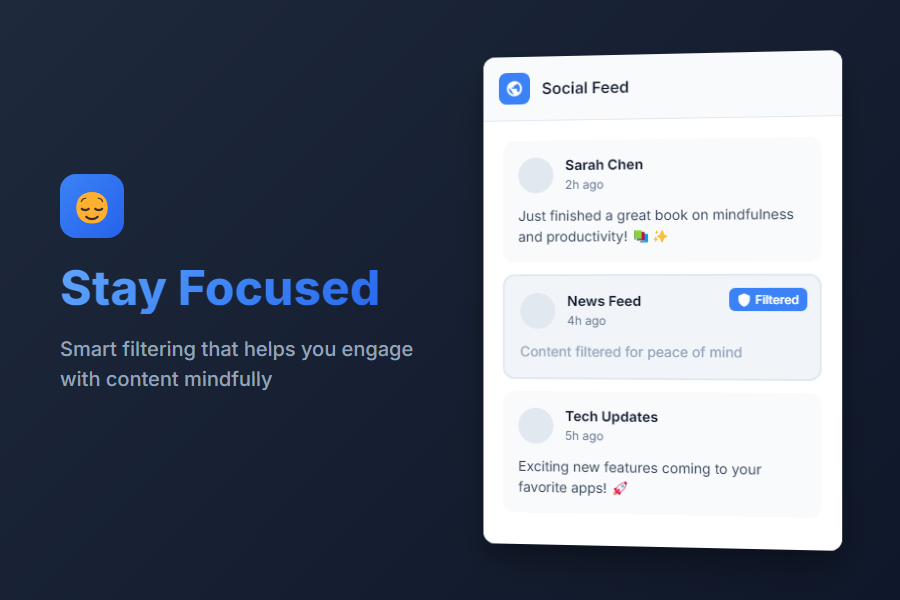 Stay Focused
Smart filtering that helps you engage
with content mindfully
Social Feed
Sarah Chen
2h ago
Just finished a great book on mindfulness
and productivity! 📚 ✨
News Feed
Filtered
4h ago
Content filtered for peace of mind
Tech Updates
5h ago
Exciting new features coming to your
favorite apps! 🚀